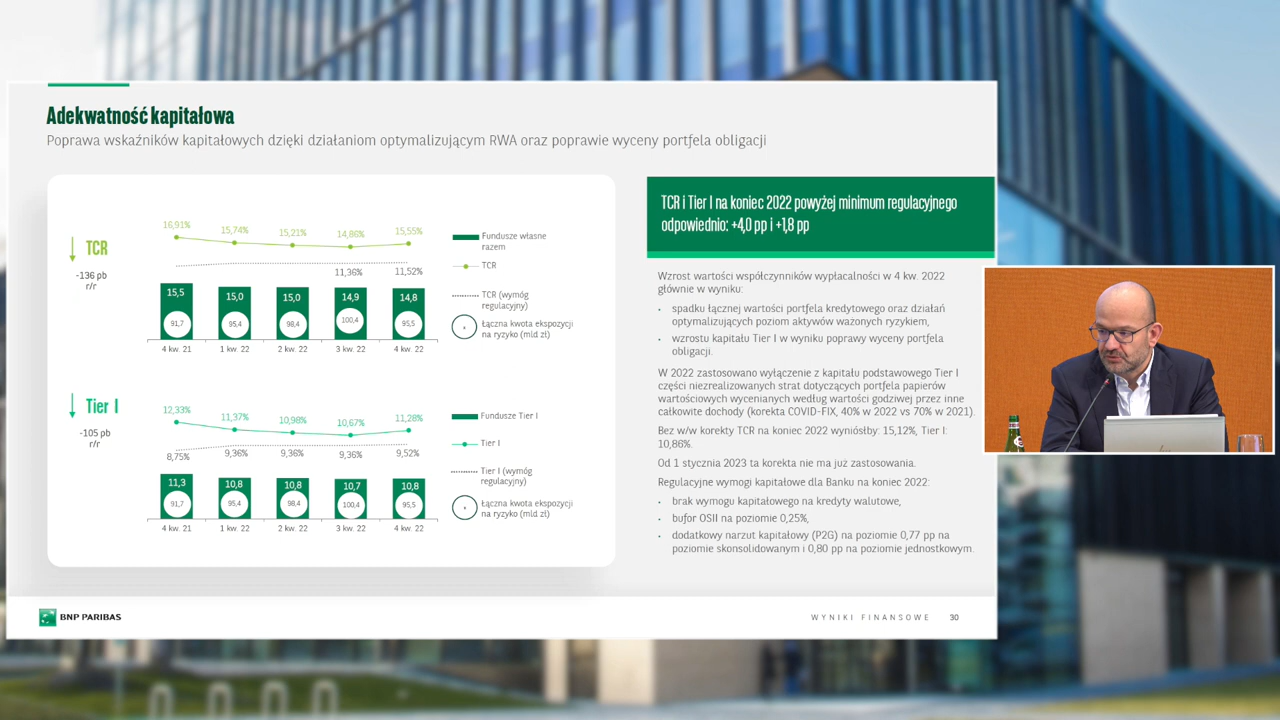 Adekwatność kapitałowa
Poprawa wskaźników kapitałowych dzięki działaniom optymalizującym RWA oraz poprawie wyceny portfela obligacji
TCR
-136 pb
r/r
16,91%
15,74%
15,21%
14,86%
15,55%
11,36%
11,52%
15,5
15,0
15,0
14,9
14,8
91,7
95,4
98,4
100,4
95,5
4 kw. 21
1 kw. 22
2 kw. 22
3 kw. 22
4 kw. 22
Fundusze własne
razem
TCR
TCR (wymóg
regulacyjny)
Łączna kwota ekspozycji
na ryzyko (mld zł)
Tier I
-105 pb
r/r
12,33%
11,37%
10,98%
10,67%
11,28%
8,75%
9,36%
9,36%
9,36%
9,52%
11,3
10,8
10,8
10,7
10,8
91,7
95,4
98,4
100,4
95,5
4 kw. 21
1 kw. 22
2 kw. 22
3 kw. 22
4 kw. 22
Fundusze Tier I
Tier I
Tier I (wymóg
regulacyjny)
Łączna kwota ekspozycji
na ryzyko (mld zł)
TCR i Tier I na koniec 2022 powyżej minimum regulacyjnego
odpowiednio: +4,0 pp i +1,8 pp
Wzrost wartości współczynników wypłacalności w 4 kw. 2022
głównie w wyniku:
• spadku łącznej wartości portfela kredytowego oraz działań
optymalizujących poziom aktywów ważonych ryzykiem,
• wzrostu kapitału Tier I w wyniku poprawy wyceny portfela
obligacji.
W 2022 zastosowano wyłączenie z kapitału podstawowego Tier I
części niezrealizowanych strat dotyczących portfela papierów
wartościowych wycenianych według wartości godziwej przez inne
całkowite dochody (korekta COVID-FIX, 40% w 2022 vs 70% w 2021).
Bez w/w korekty TCR na koniec 2022 wyniósłby: 15,12%, Tier I:
10,86%.
Od 1 stycznia 2023 ta korekta nie ma już zastosowania.
Regulacyjne wymogi kapitałowe dla Banku na koniec 2022:
• brak wymogu kapitałowego na kredyty walutowe,
• bufor OSII na poziomie 0,25%,
• dodatkowy narzut kapitałowy (P2G) na poziomie 0,77 pp na
poziomie skonsolidowanym i 0,80 pp na poziomie jednostkowym.
BNP PARIBAS
WYNIKI FINANSOWE 30